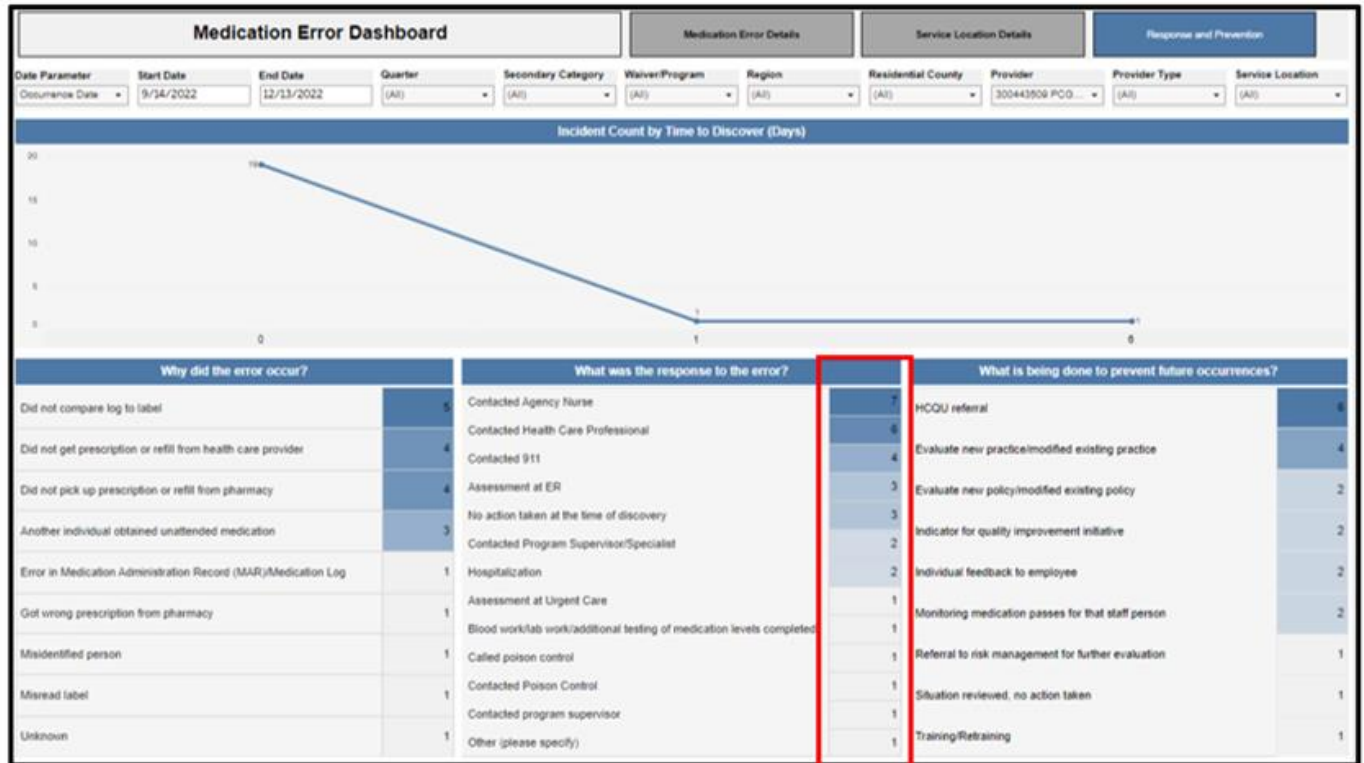 Medication Error Dashboard
Medication Error Details
Service Location Details
Response and Prevention
Date Parameter Start Date End Date Quarter Secondary Category Waiver/Program Region Residential County Provider Provider Type Service Location
Occurrence Date 9/14/2022 12/13/2022 (All) (All) (All) (All) (All) 300443509 PCG... (All) (All)
Incident Count by Time to Discover (Days)
20
19
15
10
5
1 1
0
0 1 6
Why did the error occur?
Did not compare log to label 5
Did not get prescription or refill from health care provider 4
Did not pick up prescription or refill from pharmacy 4
Another individual obtained unattended medication 3
Error in Medication Administration Record (MAR)/Medication Log 1
Got wrong prescription from pharmacy 1
Misidentified person 1
Misread label 1
Unknown 1
What was the response to the error?
Contacted Agency Nurse 7
Contacted Health Care Professional 6
Contacted 911 4
Assessment at ER 3
No action taken at the time of discovery 3
Contacted Program Supervisor/Specialist 2
Hospitalization 2
Assessment at Urgent Care 1
Blood work/lab work/additional testing of medication levels completed 1
Called poison control 1
Contacted Poison Control 1
Contacted program supervisor 1
Other (please specify) 1
What is being done to prevent future occurrences?
HCQU referral
Evaluate new practice/modified existing practice 4
Evaluate new policy/modified existing policy 2
Indicator for quality improvement initiative 2
Individual feedback to employee 2
Monitoring medication passes for that staff person 2
Referral to risk management for further evaluation 1
Situation reviewed, no action taken 1
Training/Retraining 1